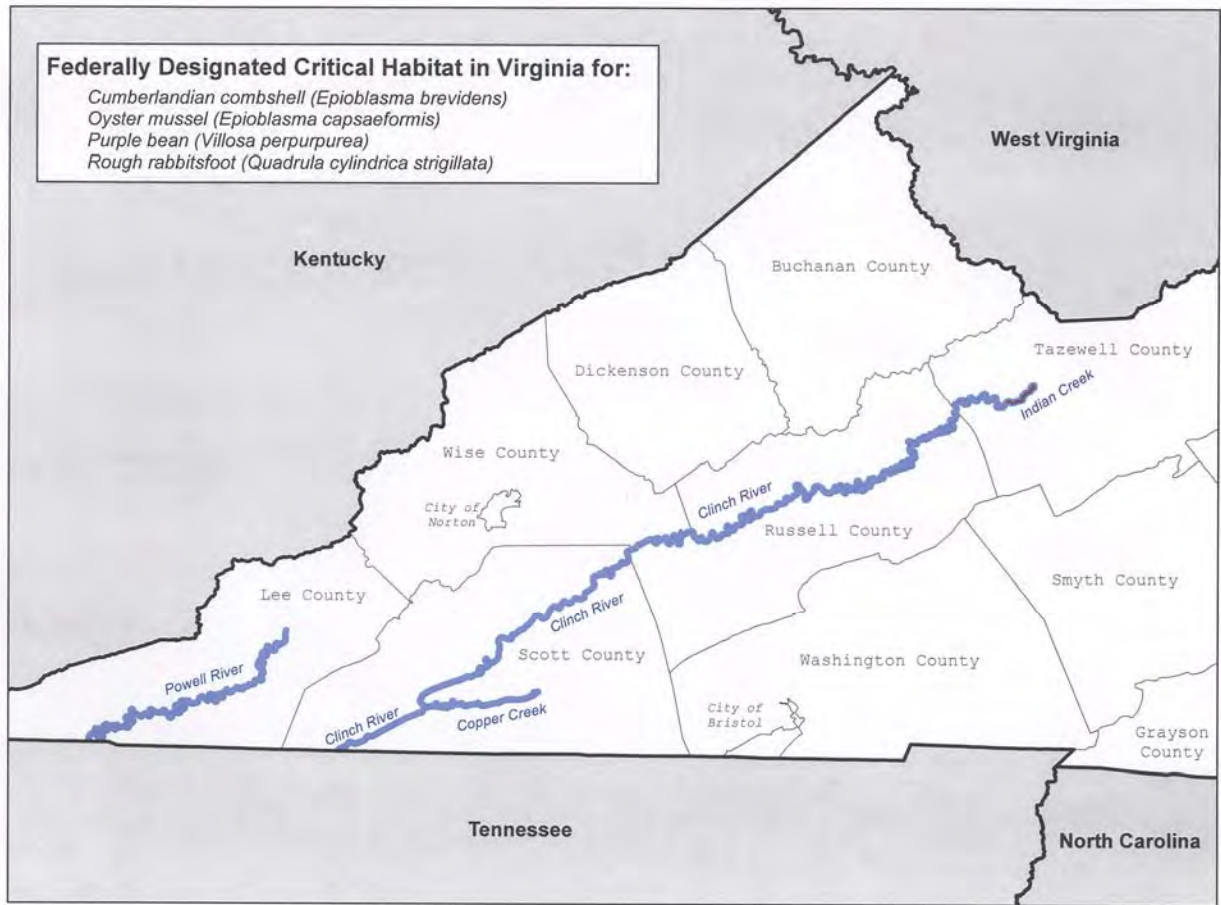 Federally Designated Critical Habitat in Virginia for:
Cumberlandian combshell (Epioblasma brevidens)
Oyster mussel (Epioblasma capsaeformis)
Purple bean (Villosa perpurpurea)
Rough rabbitsfoot (Quadrula cylindrica strigillata)
West Virginia
Kentucky
Buchanan County
Tazewell County
Dickenson County
Indian Creek
Wise County
City of
Norton
Clinch River
Russell County
Smyth County
Lee County
Clinch River
Scott County
Washington County
Powell River
Clinch River
Copper Creek
City of
Bristol
Grayson
County
Tennessee
North Carolina